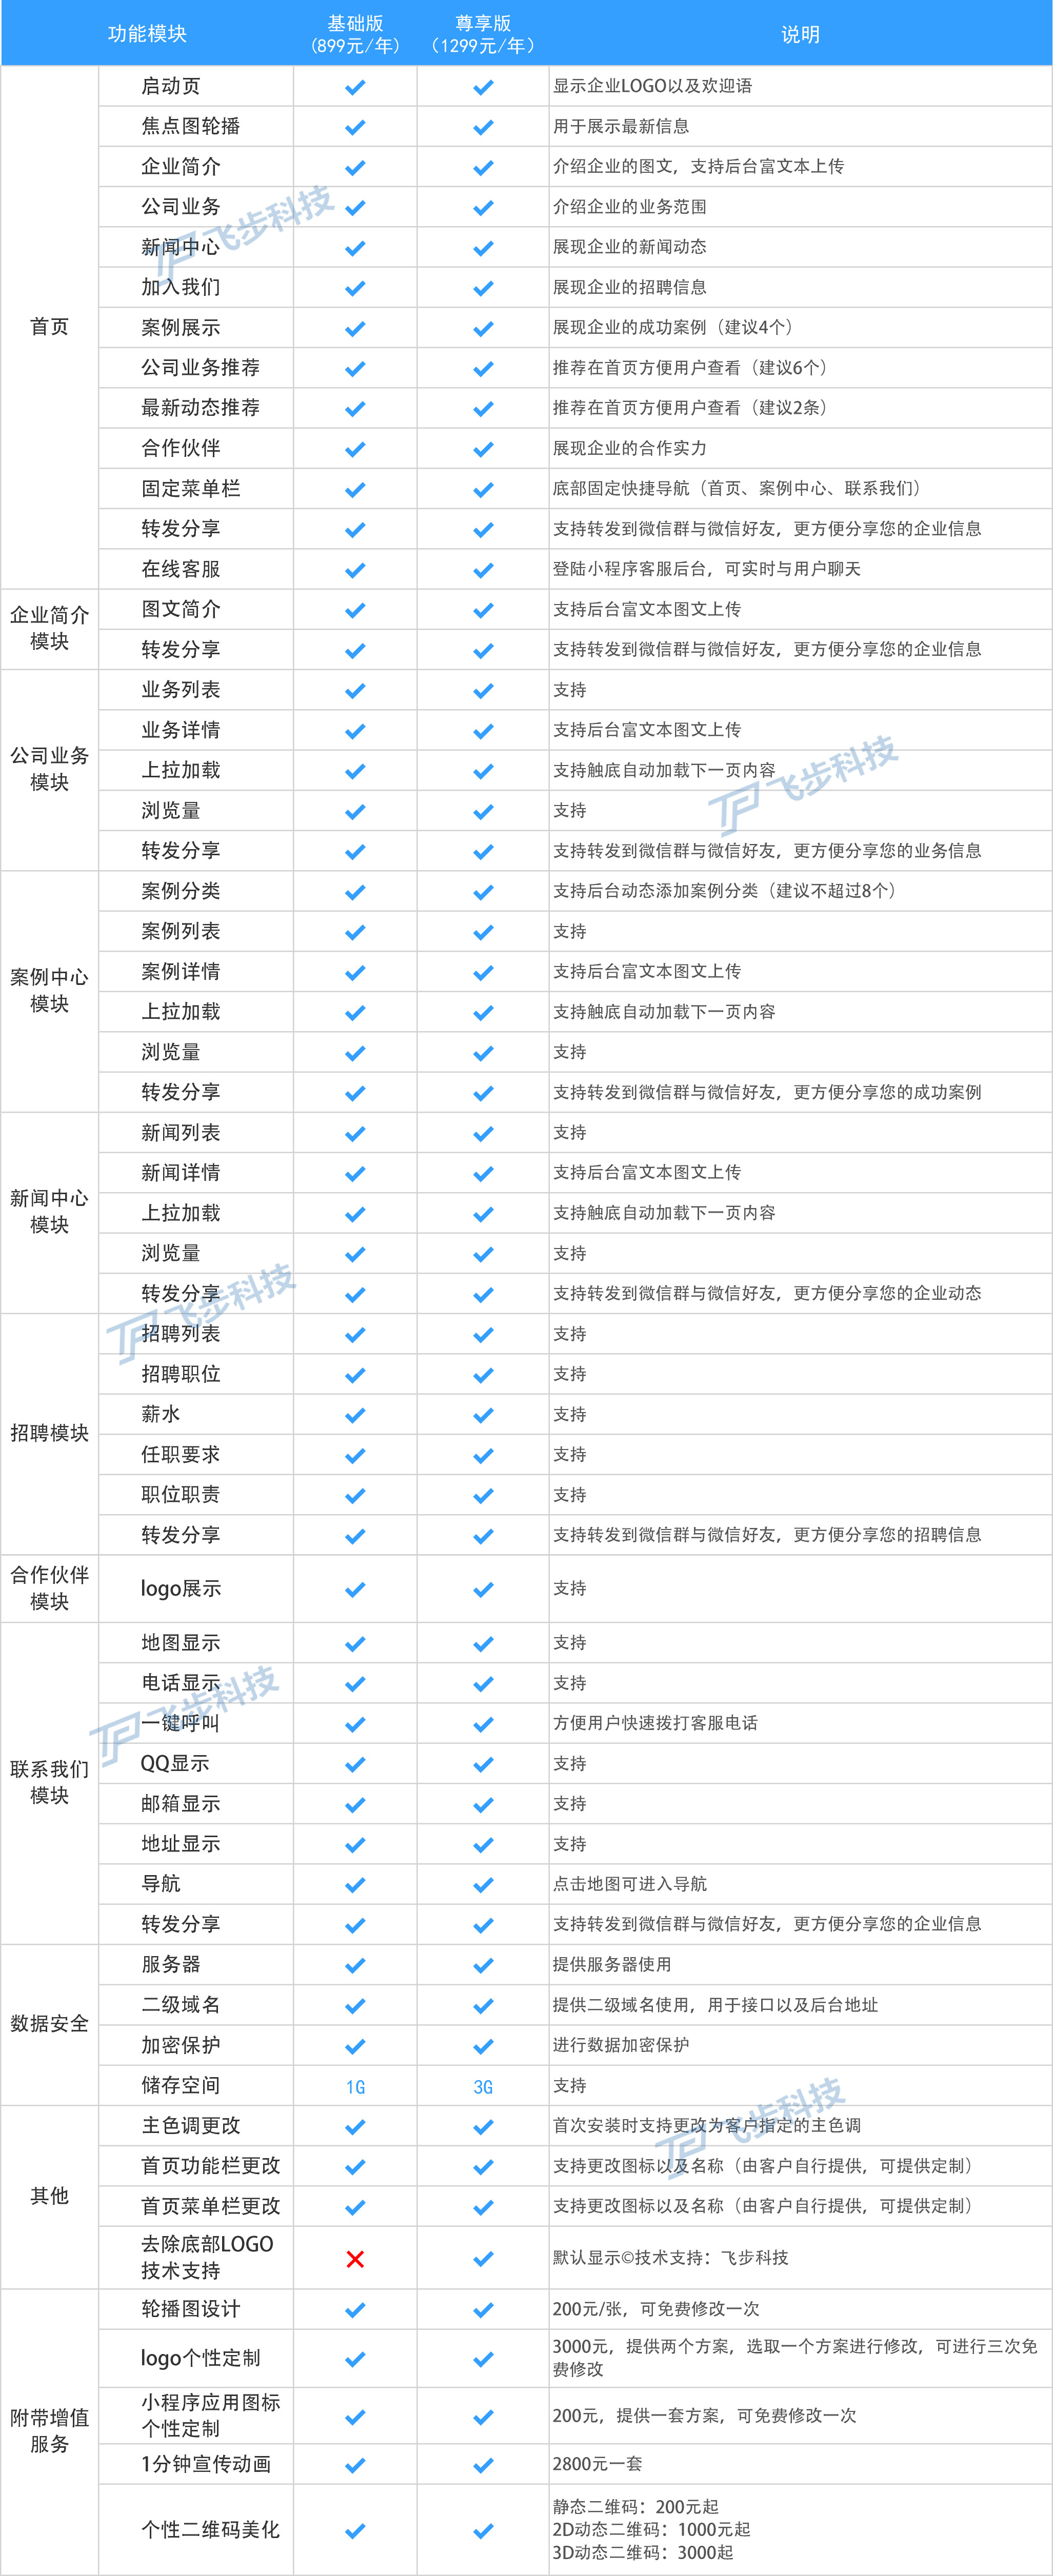 功能模块
基础版
（899元/年）
尊享版
（1299元/年）
说明
首页
启动页
显示企业LOGO以及欢迎语
焦点图轮播
用于展示最新信息
企业简介
介绍企业的图文，支持后台富文本上传
公司业务
介绍企业的业务范围
新闻中心
展现企业的新闻动态
加入我们
展现企业的招聘信息
案例展示
展现企业的成功案例（建议4个）
公司业务推荐
推荐在首页方便用户查看（建议6个）
最新动态推荐
推荐在首页方便用户查看（建议2条）
合作伙伴
展现企业的合作实力
固定菜单栏
底部固定快捷导航（首页、案例中心、联系我们）
转发分享
支持转发到微信群与微信好友，更方便分享您的企业信息
在线客服
登陆小程序客服后台，可实时与用户聊天
企业简介
模块
图文简介
支持后台富文本图文上传
转发分享
支持转发到微信群与微信好友，更方便分享您的企业信息
公司业务
模块
业务列表
支持
业务详情
支持后台富文本图文上传
上拉加载
支持触底自动加载下一页内容
浏览量
支持
转发分享
支持转发到微信群与微信好友，更方便分享您的业务信息
案例中心
模块
案例分类
支持后台动态添加案例分类（建议不超过8个）
案例列表
支持
案例详情
支持后台富文本图文上传
上拉加载
支持触底自动加载下一页内容
浏览量
支持
转发分享
支持转发到微信群与微信好友，更方便分享您的成功案例
新闻中心
模块
新闻列表
支持
新闻详情
支持后台富文本图文上传
上拉加载
支持触底自动加载下一页内容
浏览量
支持
转发分享
支持转发到微信群与微信好友，更方便分享您的企业动态
招聘模块
招聘列表
支持
招聘职位
支持
薪水
支持
任职要求
支持
职位职责
支持
转发分享
支持转发到微信群与微信好友，更方便分享您的招聘信息
合作伙伴
模块
logo展示
支持
联系我们
模块
地图显示
支持
电话显示
支持
一键呼叫
方便用户快速拨打客服电话
QQ显示
支持
邮箱显示
支持
地址显示
支持
导航
点击地图可进入导航
转发分享
支持转发到微信群与微信好友，更方便分享您的企业信息
数据安全
服务器
提供服务器使用
二级域名
提供二级域名使用，用于接口以及后台地址
加密保护
进行数据加密保护
储存空间
1G
3G
支持
其他
主色调更改
首次安装时支持更改为客户指定的主色调
首页功能栏更改
支持更改图标以及名称（由客户自行提供，可提供定制）
首页菜单栏更改
支持更改图标以及名称（由客户自行提供，可提供定制）
去除底部LOGO
技术支持
默认显示©技术支持：飞步科技
附带增值
服务
轮播图设计
200元/张，可免费修改一次
logo个性定制
3000元，提供两个方案，选取一个方案进行修改，可进行三次免
费修改
小程序应用图标
个性定制
200元，提供一套方案，可免费修改一次
1分钟宣传动画
2800元一套
个性二维码美化
静态二维码：200元起
2D动态二维码：1000元起
3D动态二维码：3000起
飞步科技
飞步科技
飞步科技
飞步科技
飞步科技